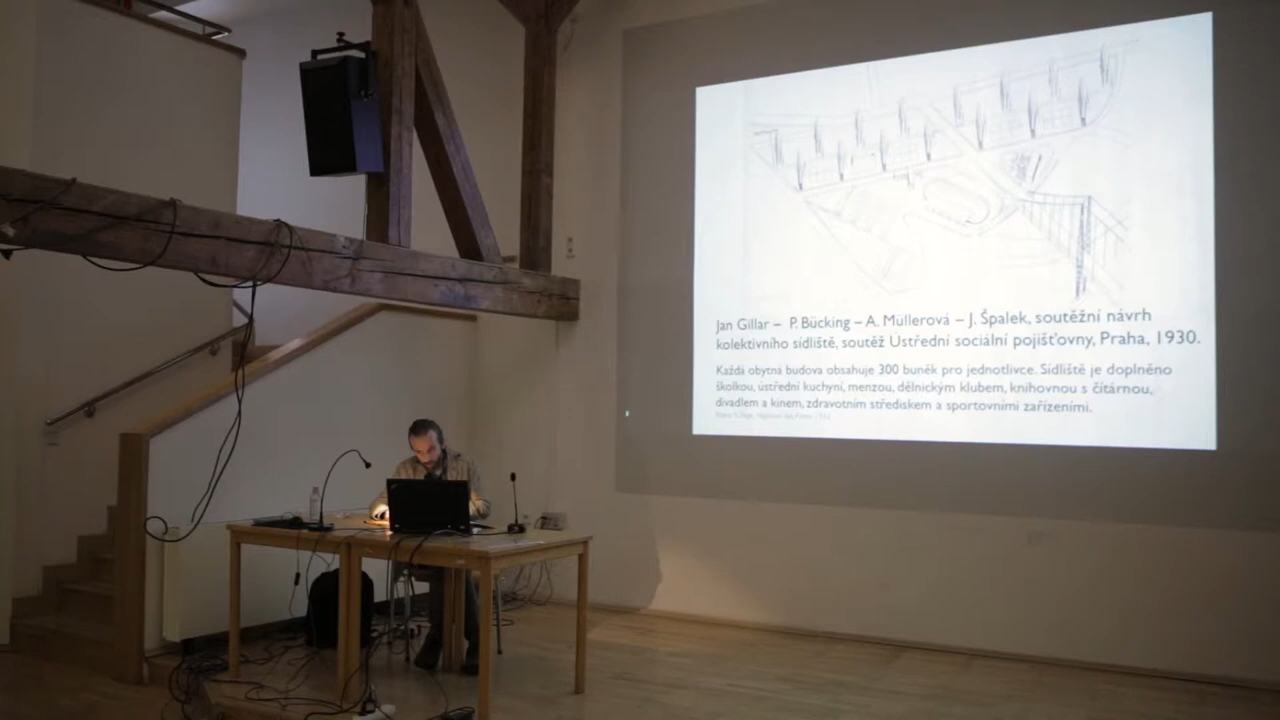 Jan Gillar – P. Bücking – A. Müllerová – J. Špalek, soutěžní návrh
kolektivního sídliště, soutěž Ústřední sociální pojišťovny, Praha, 1930.
Každá obytná budova obsahuje 300 buněk pro jednotlivce. Sídliště je doplněno
školkou, ústřední kuchyní, menzou, dělnickým klubem, knihovnou s čítárnou,
divadlem a kinem, zdravotním střediskem a sportovními zařízeními.